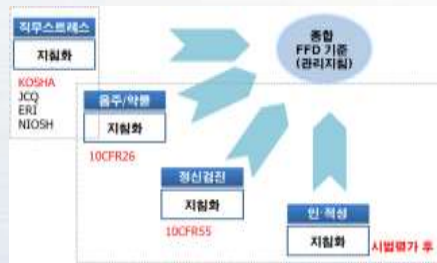 직무스트레스
지침화
KOSHA
JCQ
ERI
NIOSH
종합
FFD 기준
(관리지침)
음주/약물
지침화
10CFR26
정신검진
지침화
10CFR55
인·적성
지침화
시범평가 후